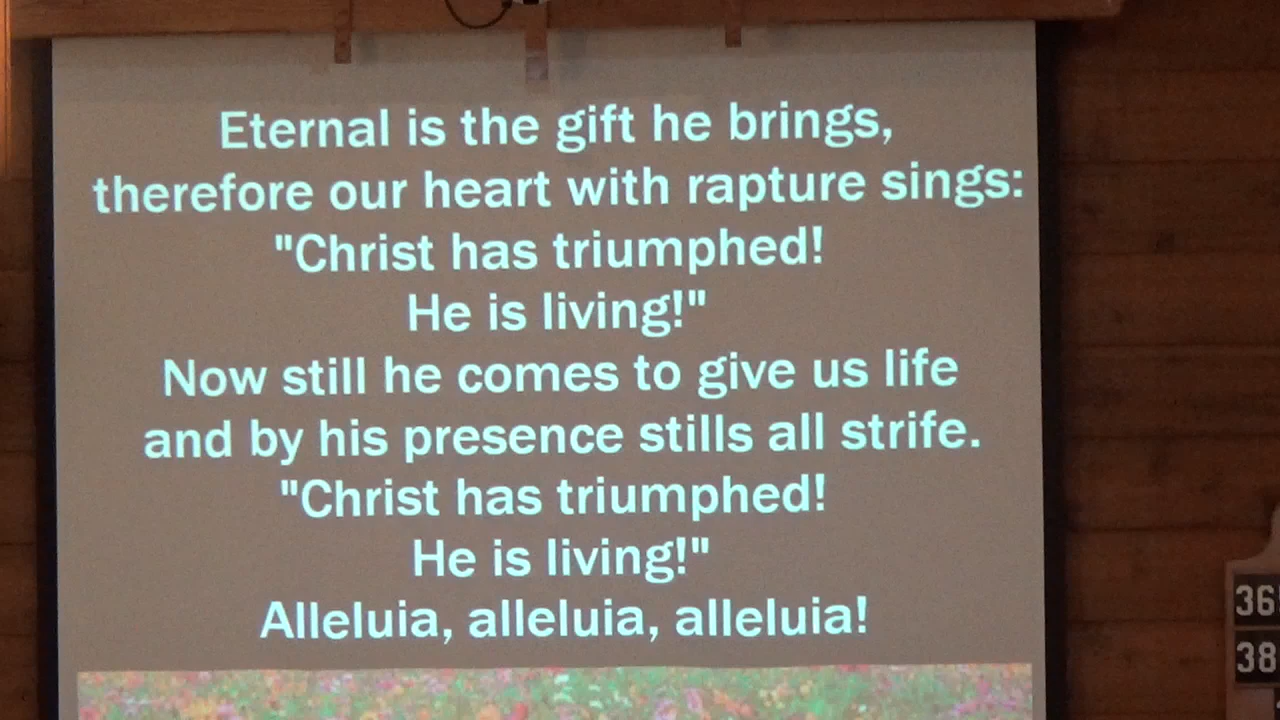 Eternal is the gift he brings,
therefore our heart with rapture sings:
"Christ has triumphed!
He is living!"
Now still he comes to give us life
and by his presence stills all strife.
"Christ has triumphed!
He is living!"
Alleluia, alleluia, alleluia!
36
38